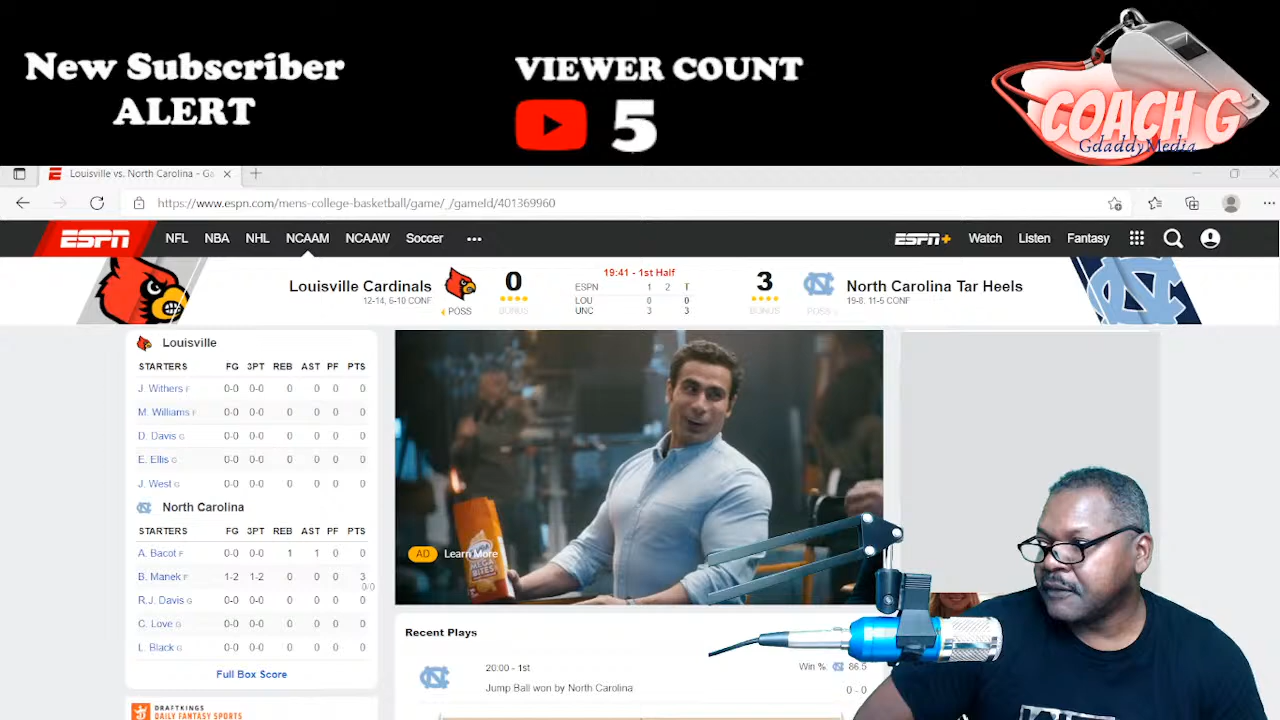 New Subscriber
ALERT
VIEWER COUNT
5
COACH G
GdaddyMedia
Louisville vs. North Carolina - Ga
https://www.espn.com/mens-college-basketball/game/_/gameId/401369960
ESPN NFL NBA NHL NCAAM NCAAW Soccer ... ESPN+ Watch Listen Fantasy
Louisville Cardinals
12-14, 6-10 CONF
POSS
0
BONUS
19:41 - 1st Half
ESPN 1 2 T
LOU 0 0
UNC 3 3
3
BONUS
POSS
North Carolina Tar Heels
19-8, 11-5 CONF
Louisville
STARTERS FG 3PT REB AST PF PTS
J. Withers F 0-0 0-0 0 0 0 0
M. Williams F 0-0 0-0 0 0 0 0
D. Davis G 0-0 0-0 0 0 0 0
E. Ellis G 0-0 0-0 0 0 0 0
J. West G 0-0 0-0 0 0 0 0
North Carolina
STARTERS FG 3PT REB AST PF PTS
A. Bacot F 0-0 0-0 1 1 0 0
B. Manek F 1-2 1-2 0 0 0 3
0/0
R.J. Davis G 0-0 0-0 0 0 0 0
C. Love G 0-0 0-0 0 0 0 0
L. Black G 0-0 0-0 0 0 0 0
Full Box Score
DRAFTKINGS
DAILY FANTASY SPORTS
MEGA
BITES
AD Learn More
Recent Plays
20:00 - 1st
Jump Ball won by North Carolina
Win % 86.5
0 - 0